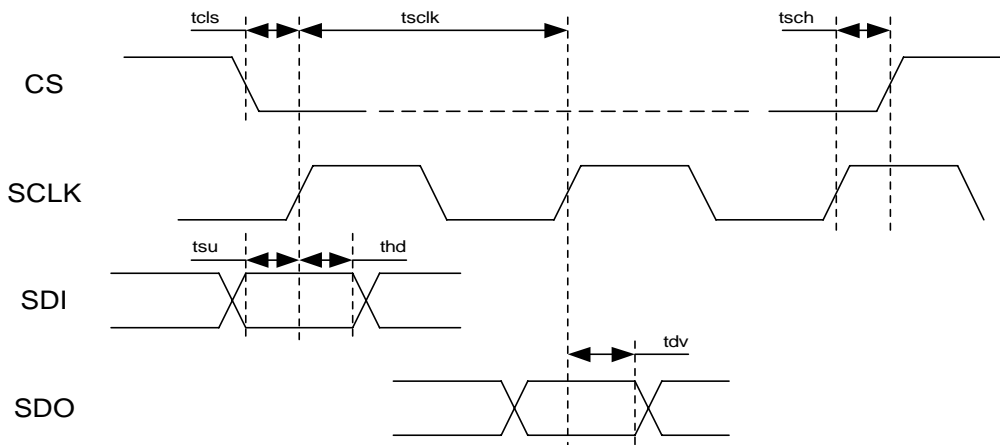 tcls tsclk tsch
CS
SCLK
tsu thd
SDI
tdv
SDO